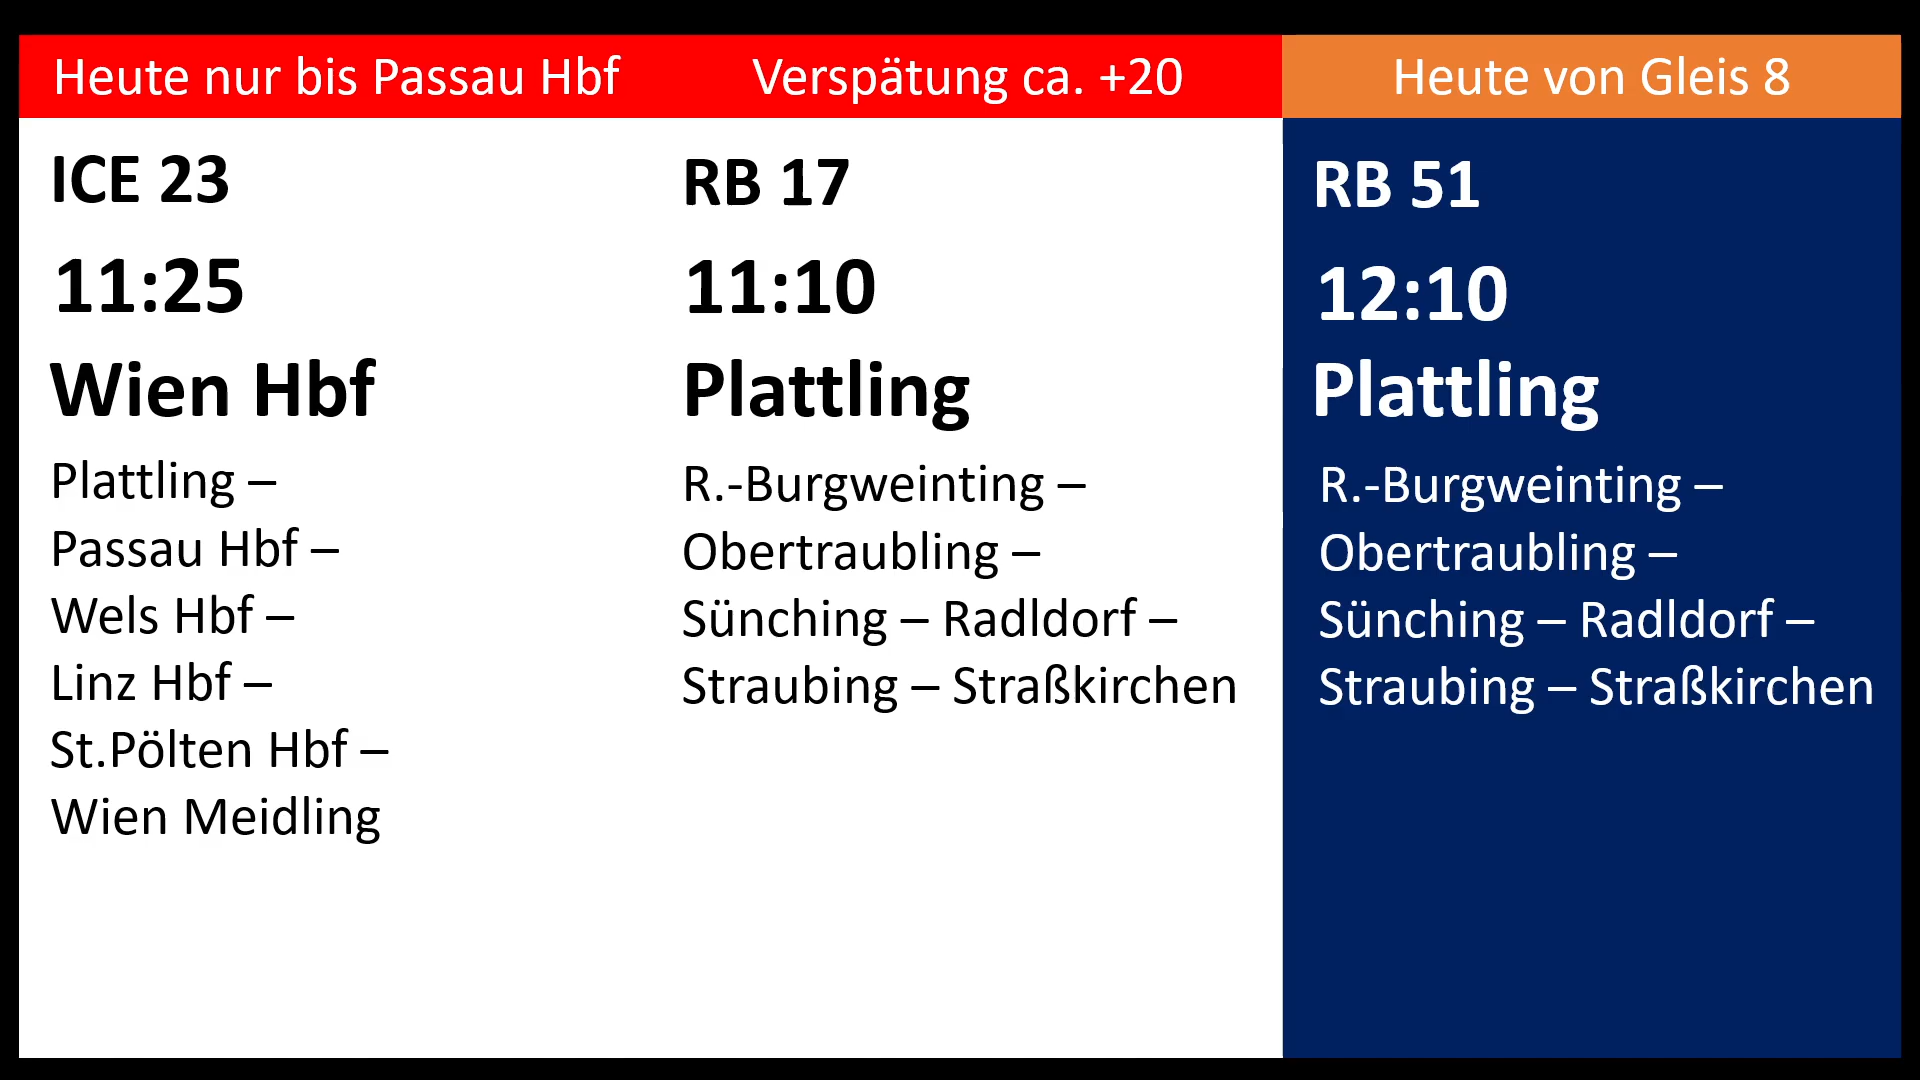 Heute nur bis Passau Hbf
ICE 23
11:25
Wien Hbf
Plattling –
Passau Hbf –
Wels Hbf –
Linz Hbf –
St.Pölten Hbf –
Wien Meidling
Verspätung ca. +20
RB 17
11:10
Plattling
R.-Burgweinting –
Obertraubling –
Sünching – Radldorf –
Straubing – Straßkirchen
Heute von Gleis 8
RB 51
12:10
Plattling
R.-Burgweinting –
Obertraubling –
Sünching – Radldorf –
Straubing – Straßkirchen